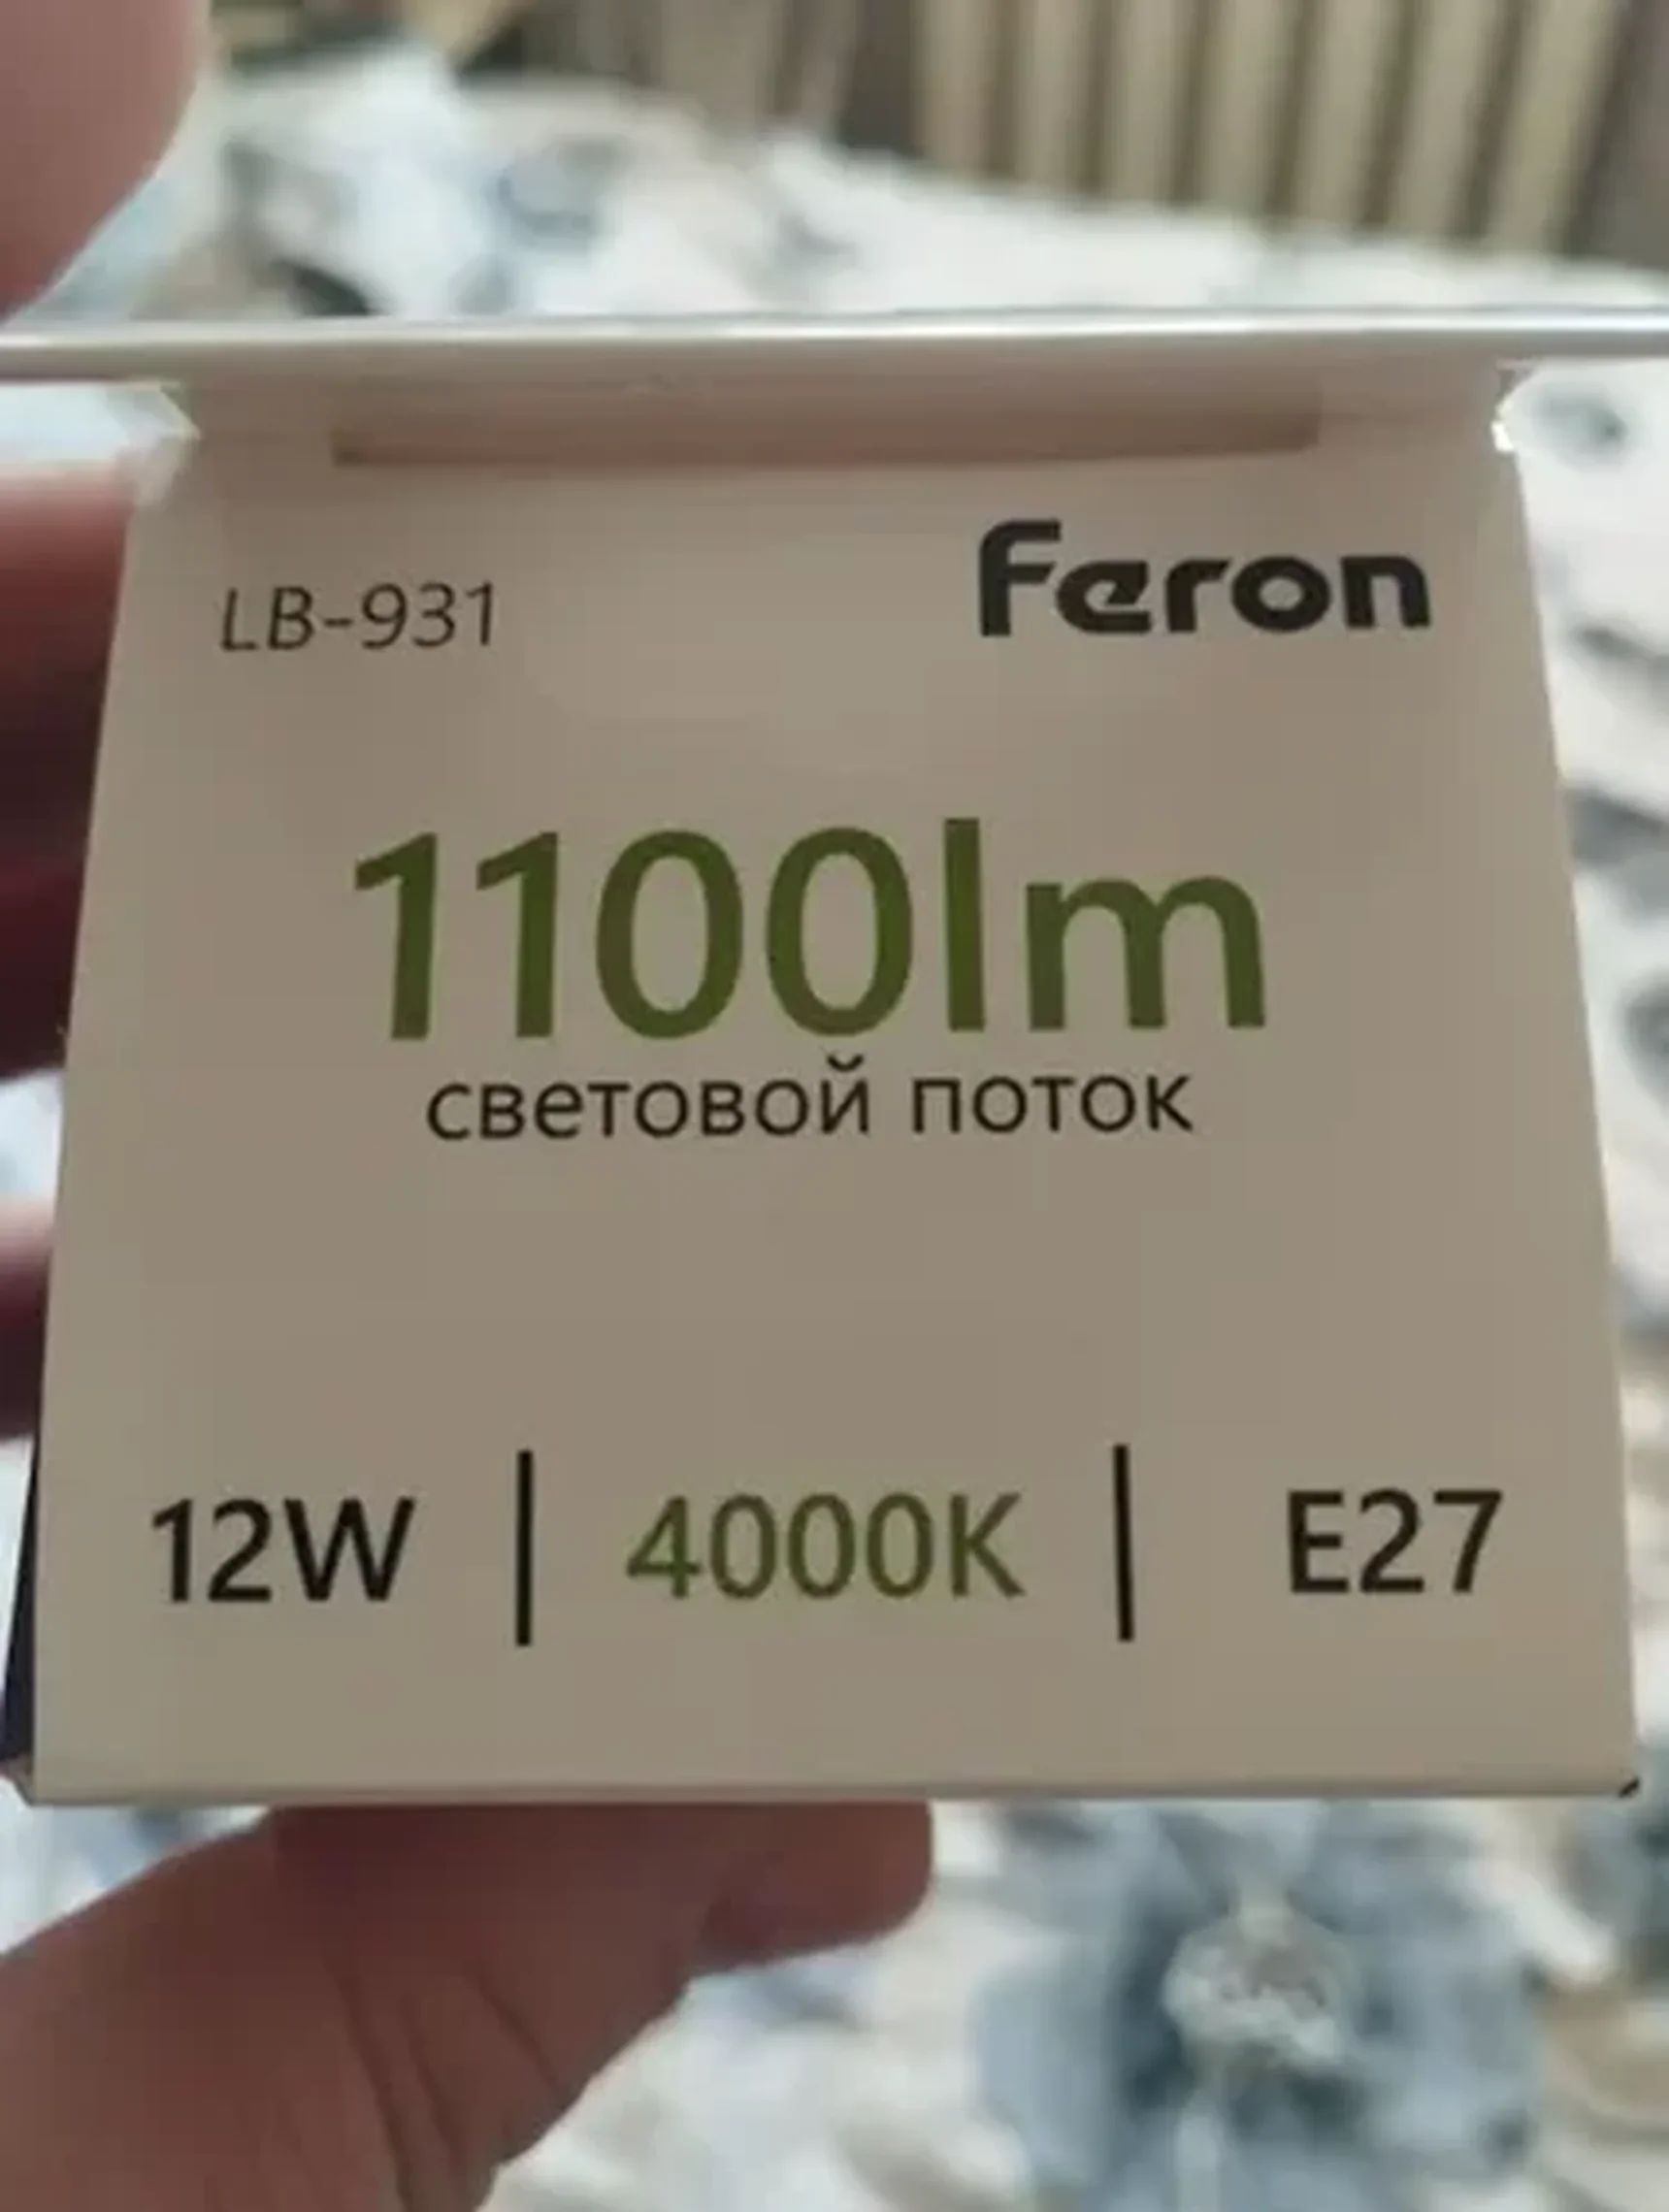 LB-931 Feron
1100lm
световой поток
12W | 4000K | E27